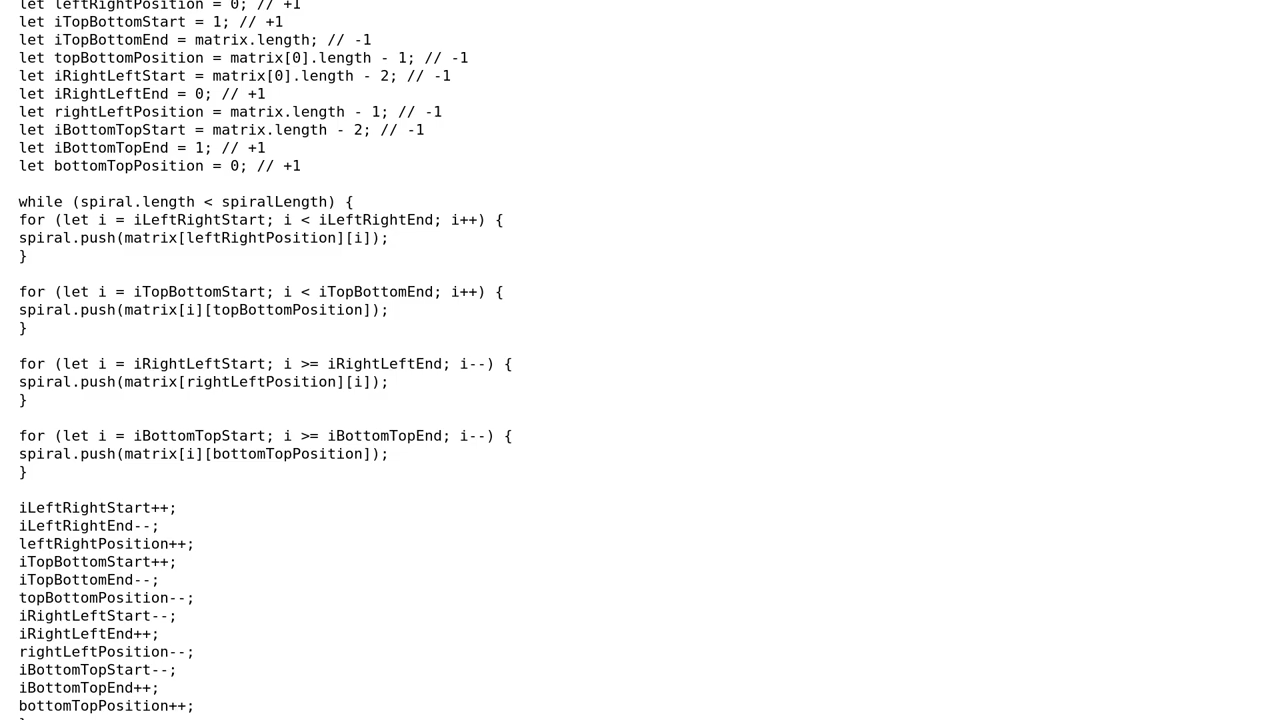 let leftRightPosition = 0; // +1
let iTopBottomStart = 1; // +1
let iTopBottomEnd = matrix.length; // -1
let topBottomPosition = matrix[0].length - 1; // -1
let iRightLeftStart = matrix[0].length - 2; // -1
let iRightLeftEnd = 0; // +1
let rightLeftPosition = matrix.length - 1; // -1
let iBottomTopStart = matrix.length - 2; // -1
let iBottomTopEnd = 1; // +1
let bottomTopPosition = 0; // +1

while (spiral.length < spiralLength) {
for (let i = iLeftRightStart; i < iLeftRightEnd; i++) {
spiral.push(matrix[leftRightPosition][i]);
}

for (let i = iTopBottomStart; i < iTopBottomEnd; i++) {
spiral.push(matrix[i][topBottomPosition]);
}

for (let i = iRightLeftStart; i >= iRightLeftEnd; i--) {
spiral.push(matrix[rightLeftPosition][i]);
}

for (let i = iBottomTopStart; i >= iBottomTopEnd; i--) {
spiral.push(matrix[i][bottomTopPosition]);
}

iLeftRightStart++;
iLeftRightEnd--;
leftRightPosition++;
iTopBottomStart++;
iTopBottomEnd--;
topBottomPosition--;
iRightLeftStart--;
iRightLeftEnd++;
rightLeftPosition--;
iBottomTopStart--;
iBottomTopEnd++;
bottomTopPosition++;
}